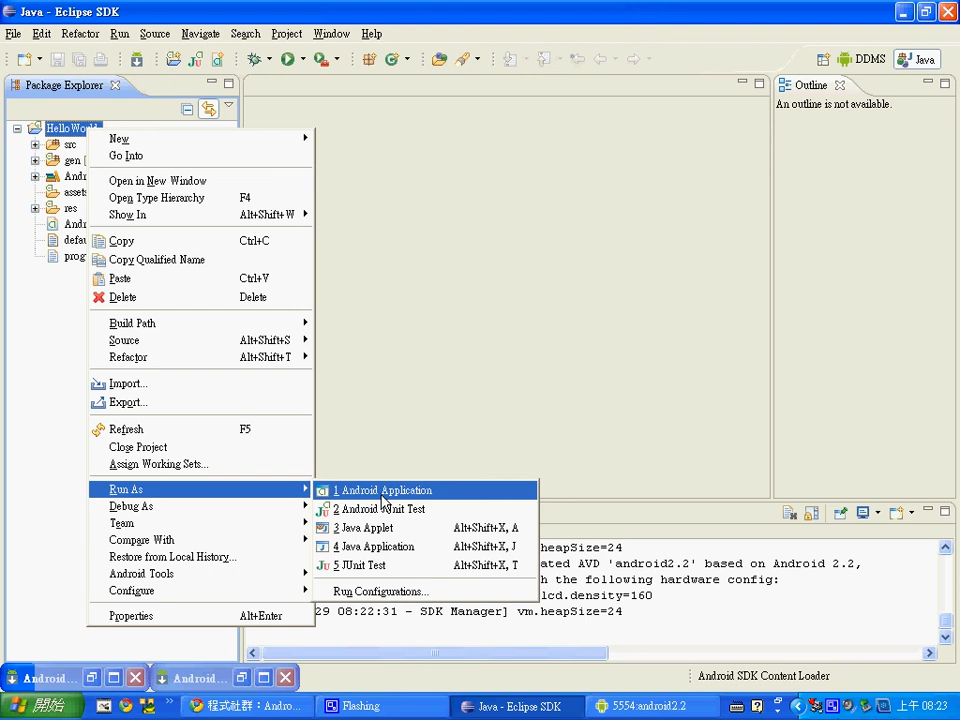 Java - Eclipse SDK
File Edit Refactor Run Source Navigate Search Project Window Help
DDMS Java
Package Explorer
Outline
An outline is not available.
HelloWorld
src
gen [
Andr
assets
res
Andr
defau
prog
New
Go Into
Open in New Window
Open Type Hierarchy F4
Show In Alt+Shift+W
Copy Ctrl+C
Copy Qualified Name
Paste Ctrl+V
Delete Delete
Build Path
Source Alt+Shift+S
Refactor Alt+Shift+T
Import...
Export...
Refresh F5
Close Project
Assign Working Sets...
Run As
Debug As
Team
Compare With
Restore from Local History...
Android Tools
Configure
Properties Alt+Enter
1 Android Application
2 Android JUnit Test
3 Java Applet Alt+Shift+X, A
4 Java Application Alt+Shift+X, J
5 JUnit Test Alt+Shift+X, T
Run Configurations...
.heapSize=24
ated AVD 'android2.2' based on Android 2.2,
h the following hardware config:
lcd.density=160
29 08:22:31 - SDK Manager] vm.heapSize=24
Android... Android...
Android SDK Content Loader
開始 程式社群：Andro... Flashing Java - Eclipse SDK 5554:android2.2 上午 08:23